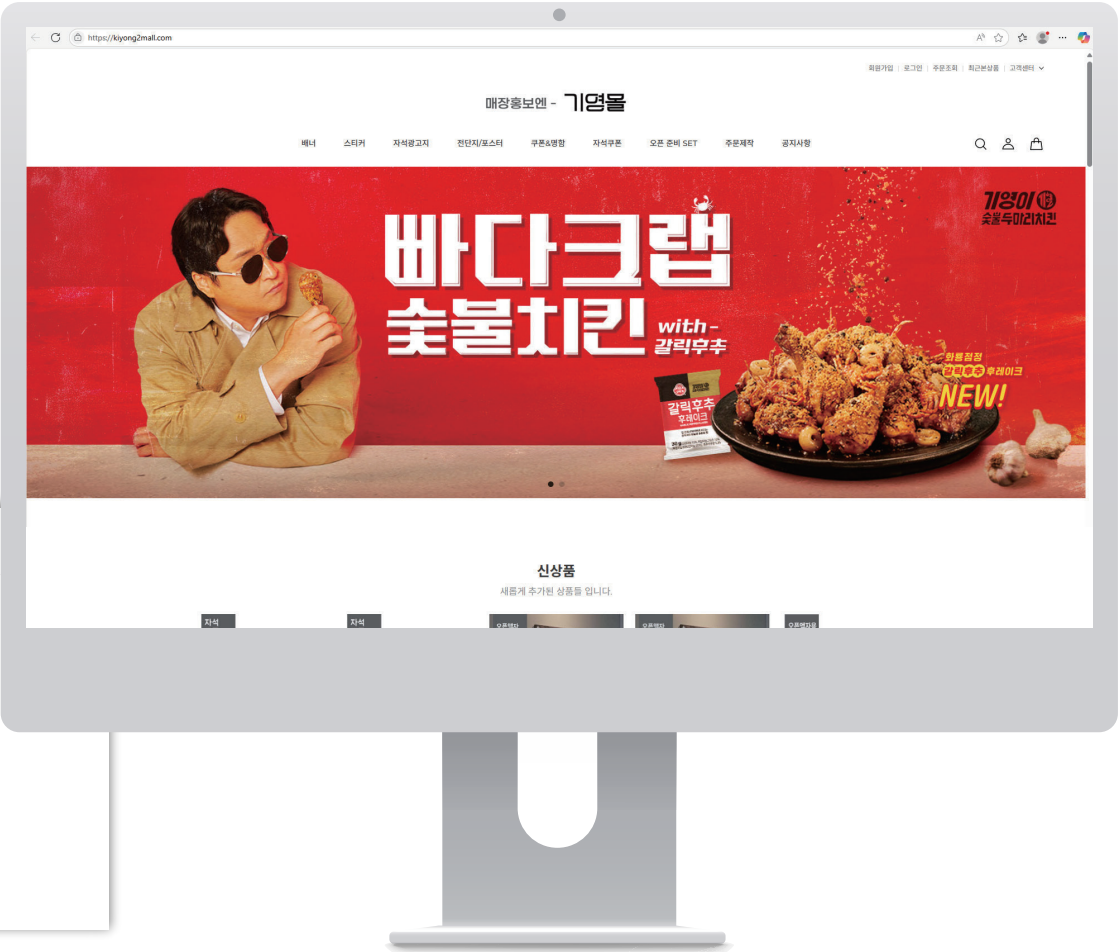 https://kiyong2mall.com
회원가입 | 로그인 | 주문조회 | 최근본상품 | 고객센터
매장홍보엔 - 기영몰
배너 스티커 자석광고지 전단지/포스터 쿠폰&명함 자석쿠폰 오픈 준비 SET 주문제작 공지사항
기영이
숯불두마리치킨
빠다크랩
숯불치킨
with-
갈릭후추
화룡점정
갈릭후추 후레이크
NEW!
갈릭후추
후레이크
신상품
새롭게 추가된 상품들 입니다.
자석 자석